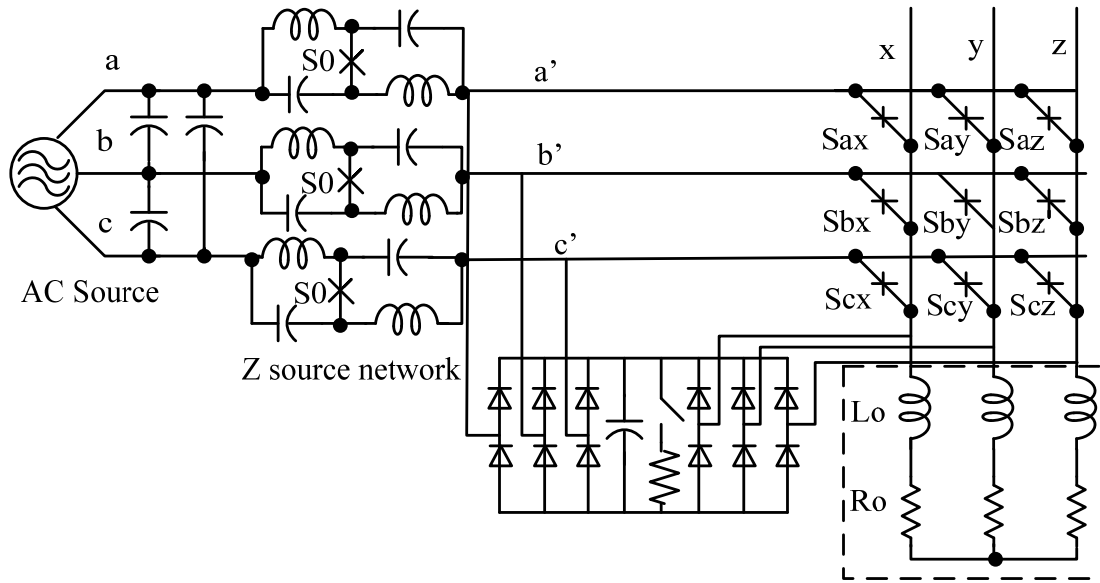 a
S0
a’
x
y
z
b
S0
b’
Sax
Say
Saz
c
S0
c’
Sbx
Sby
Sbz
AC Source
Scx
Scy
Scz
Z source network
Lo
Ro